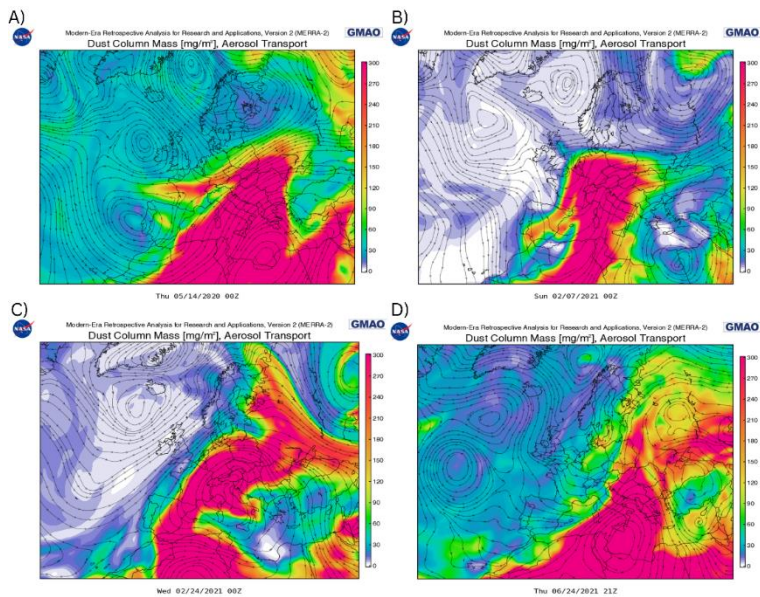 A)
NASA
Modern-Era Retrospective Analysis for Research and Applications, Version 2 (MERRA-2)
GMAO
Dust Column Mass [mg/m²], Aerosol Transport
300
270
240
210
180
150
120
90
60
30
0
Thu 05/14/2020 00Z
B)
NASA
Modern-Era Retrospective Analysis for Research and Applications, Version 2 (MERRA-2)
GMAO
Dust Column Mass [mg/m²], Aerosol Transport
300
270
240
210
180
150
120
90
60
30
0
Sun 02/07/2021 00Z
C)
NASA
Modern-Era Retrospective Analysis for Research and Applications, Version 2 (MERRA-2)
GMAO
Dust Column Mass [mg/m²], Aerosol Transport
300
270
240
210
180
150
120
90
60
30
0
Wed 02/24/2021 00Z
D)
NASA
Modern-Era Retrospective Analysis for Research and Applications, Version 2 (MERRA-2)
GMAO
Dust Column Mass [mg/m²], Aerosol Transport
300
270
240
210
180
150
120
90
60
30
0
Thu 06/24/2021 21Z